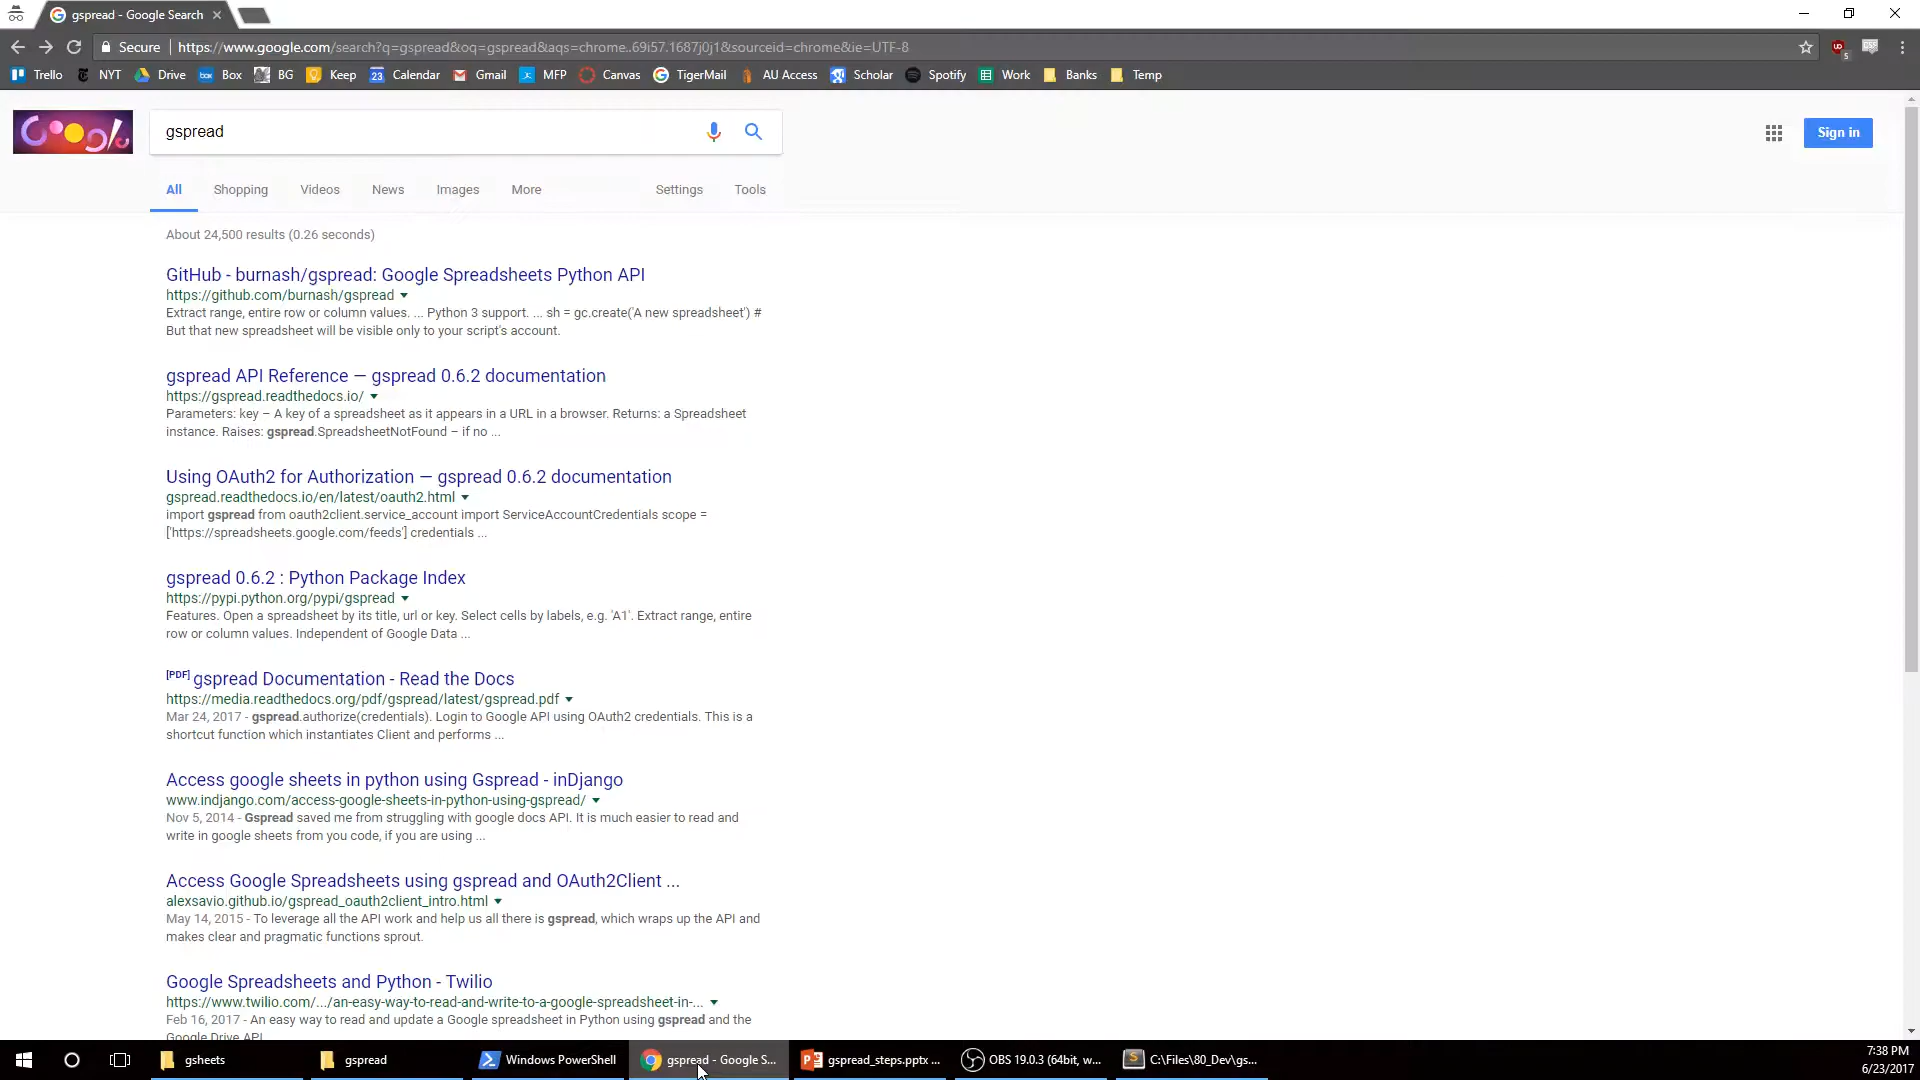 gspread - Google Search
Secure https://www.google.com/search?q=gspread&oq=gspread&aqs=chrome..69i57.1687j0j1&sourceid=chrome&ie=UTF-8
5
Trello NYT Drive Box BG Keep 23 Calendar Gmail MFP Canvas TigerMail AU Access Scholar Spotify Work Banks Temp
gspread
Sign in
All Shopping Videos News Images More Settings Tools
About 24,500 results (0.26 seconds)
GitHub - burnash/gspread: Google Spreadsheets Python API
https://github.com/burnash/gspread
Extract range, entire row or column values. ... Python 3 support. ... sh = gc.create('A new spreadsheet') #
But that new spreadsheet will be visible only to your script's account.
gspread API Reference — gspread 0.6.2 documentation
https://gspread.readthedocs.io/
Parameters: key – A key of a spreadsheet as it appears in a URL in a browser. Returns: a Spreadsheet
instance. Raises: gspread.SpreadsheetNotFound – if no ...
Using OAuth2 for Authorization — gspread 0.6.2 documentation
gspread.readthedocs.io/en/latest/oauth2.html
import gspread from oauth2client.service_account import ServiceAccountCredentials scope =
['https://spreadsheets.google.com/feeds'] credentials ...
gspread 0.6.2 : Python Package Index
https://pypi.python.org/pypi/gspread
Features. Open a spreadsheet by its title, url or key. Select cells by labels, e.g. 'A1'. Extract range, entire
row or column values. Independent of Google Data ...
[PDF] gspread Documentation - Read the Docs
https://media.readthedocs.org/pdf/gspread/latest/gspread.pdf
Mar 24, 2017 - gspread.authorize(credentials). Login to Google API using OAuth2 credentials. This is a
shortcut function which instantiates Client and performs ...
Access google sheets in python using Gspread - inDjango
www.indjango.com/access-google-sheets-in-python-using-gspread/
Nov 5, 2014 - Gspread saved me from struggling with google docs API. It is much easier to read and
write in google sheets from you code, if you are using ...
Access Google Spreadsheets using gspread and OAuth2Client ...
alexsavio.github.io/gspread_oauth2client_intro.html
May 14, 2015 - To leverage all the API work and help us all there is gspread, which wraps up the API and
makes clear and pragmatic functions sprout.
Google Spreadsheets and Python - Twilio
https://www.twilio.com/.../an-easy-way-to-read-and-write-to-a-google-spreadsheet-in-...
Feb 16, 2017 - An easy way to read and update a Google spreadsheet in Python using gspread and the
Google Drive API.
gsheets gspread Windows PowerShell gspread - Google S... gspread_steps.pptx ... OBS 19.0.3 (64bit, w... C:\Files\80_Dev\gs...
7:38 PM
6/23/2017